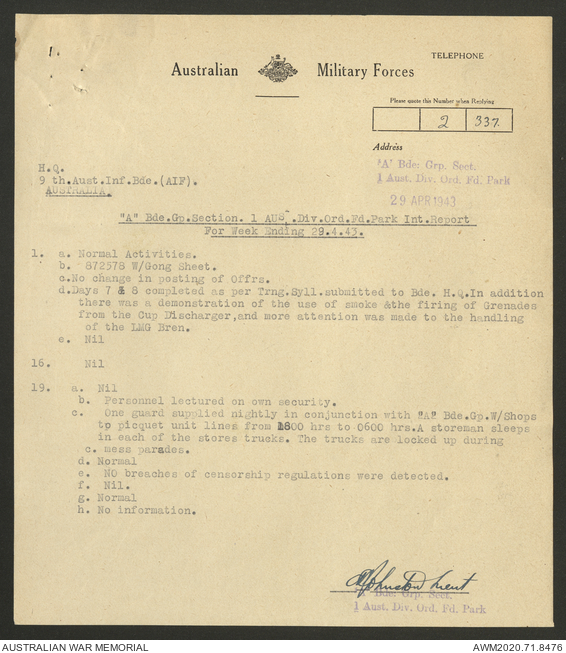 1.
TELEPHONE
Australian Military Forces
Please quote this Number when Replying
2 337.
Address
"A" Bde: Grp. Sect.
1 Aust. Div. Ord. Fd. Park
29 APR 1943
H.Q.
9 th.Aust.Inf.Bde.(AIF).
AUSTRALIA.
"A" Bde.Gp.Section. 1 AUS .Div.Ord.Fd.Park Int.Report
For Week Ending 29.4.43.
1. a. Normal Activities.
b. 872578 W/Gong Sheet.
c.No change in posting of Offrs.
d.Days 7 & 8 completed as per Trng.Syll.submitted to Bde. H.Q.In addition
there was a demonstration of the use of smoke &the firing of Grenades
from the Cup Discharger,and more attention was made to the handling
of the LMG Bren.
e. Nil
16. Nil
19. a. Nil
b. Personnel lectured on own security.
c. One guard supplied nightly in conjunction with "A" Bde.Gp.W/Shops
to picquet unit lines from 1800 hrs to 0600 hrs.A storeman sleeps
in each of the stores trucks. The trucks are locked up during
c. mess parades.
d. Normal
e. NO breaches of censorship regulations were detected.
f. Nil.
g. Normal
h. No information.
Johnston Lieut
Bde: Grp. Sect.
1 Aust. Div. Ord. Fd. Park
AUSTRALIAN WAR MEMORIAL
AWM2020.71.8476